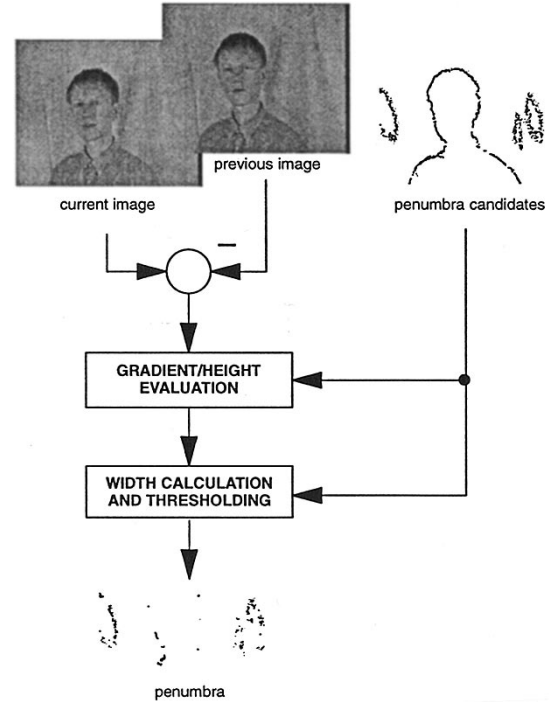 previous image
current image
penumbra candidates
−
GRADIENT/HEIGHT
EVALUATION
WIDTH CALCULATION
AND THRESHOLDING
penumbra